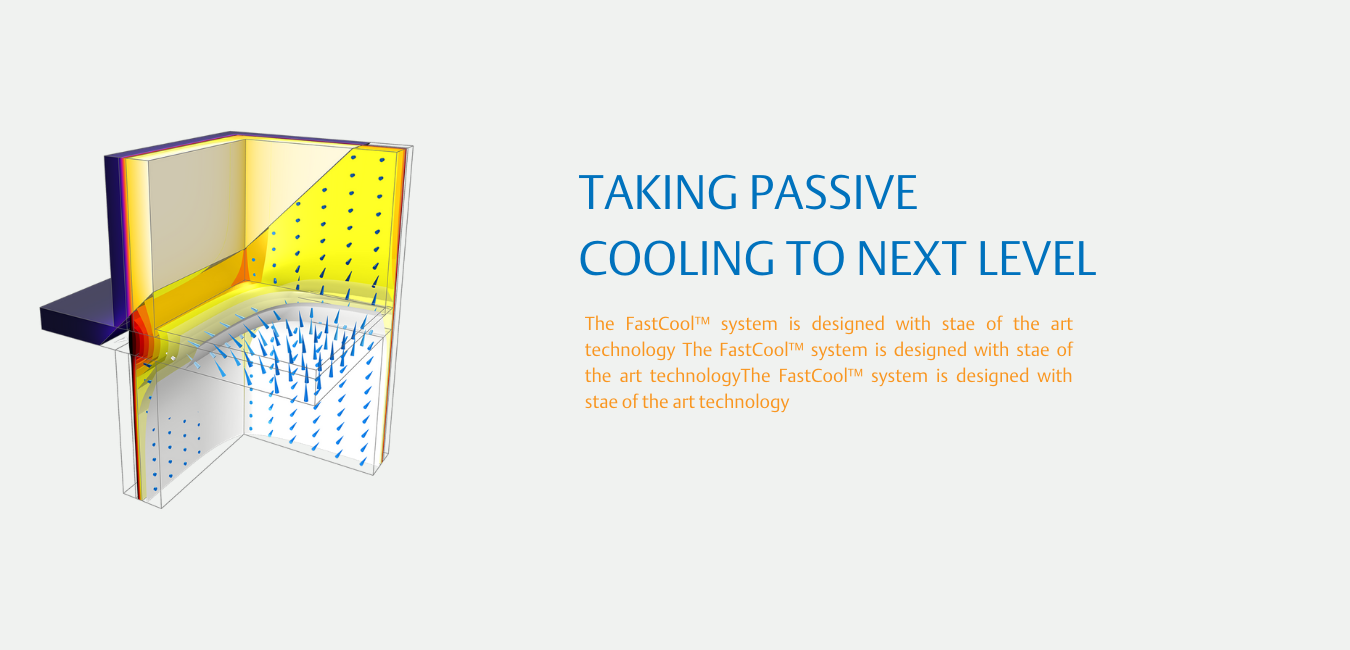 TAKING PASSIVE
COOLING TO NEXT LEVEL
The FastCool™ system is designed with stae of the art
technology The FastCool™ system is designed with stae of
the art technologyThe FastCool™ system is designed with
stae of the art technology